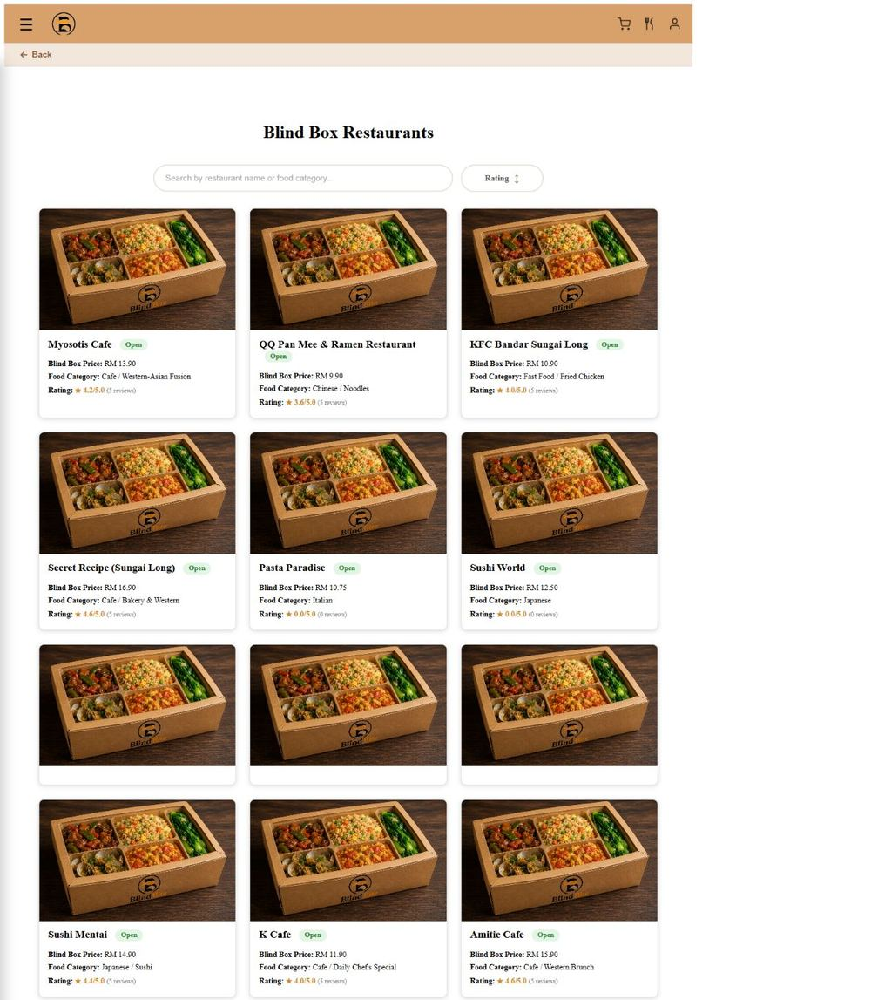 ← Back
Blind Box Restaurants
Search by restaurant name or food category...
Rating ↕
Myosotis Cafe Open
Blind Box Price: RM 13.90
Food Category: Cafe / Western-Asian Fusion
Rating: ★ 4.2/5.0 (5 reviews)
QQ Pan Mee & Ramen Restaurant
Open
Blind Box Price: RM 9.90
Food Category: Chinese / Noodles
Rating: ★ 3.6/5.0 (5 reviews)
KFC Bandar Sungai Long Open
Blind Box Price: RM 10.90
Food Category: Fast Food / Fried Chicken
Rating: ★ 4.0/5.0 (5 reviews)
Secret Recipe (Sungai Long) Open
Blind Box Price: RM 16.90
Food Category: Cafe / Bakery & Western
Rating: ★ 4.6/5.0 (5 reviews)
Pasta Paradise Open
Blind Box Price: RM 10.75
Food Category: Italian
Rating: ★ 0.0/5.0 (0 reviews)
Sushi World Open
Blind Box Price: RM 12.50
Food Category: Japanese
Rating: ★ 0.0/5.0 (0 reviews)
Sushi Mentai Open
Blind Box Price: RM 14.90
Food Category: Japanese / Sushi
Rating: ★ 4.4/5.0 (5 reviews)
K Cafe Open
Blind Box Price: RM 11.90
Food Category: Cafe / Daily Chef's Special
Rating: ★ 4.0/5.0 (5 reviews)
Amitie Cafe Open
Blind Box Price: RM 15.90
Food Category: Cafe / Western Brunch
Rating: ★ 4.6/5.0 (5 reviews)